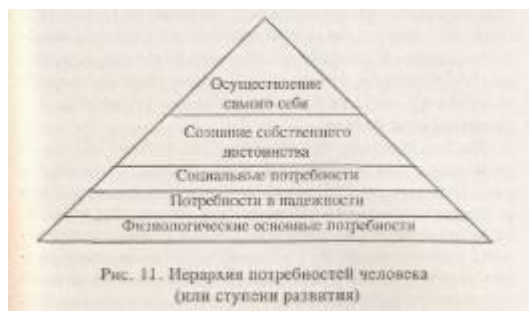 Осуществление
самого себя
Сознание собственного
достоинства
Социальные потребности
Потребности в надежности
Физиологические основные потребности
Рис. 11. Иерархия потребностей человека
(или ступени развития)